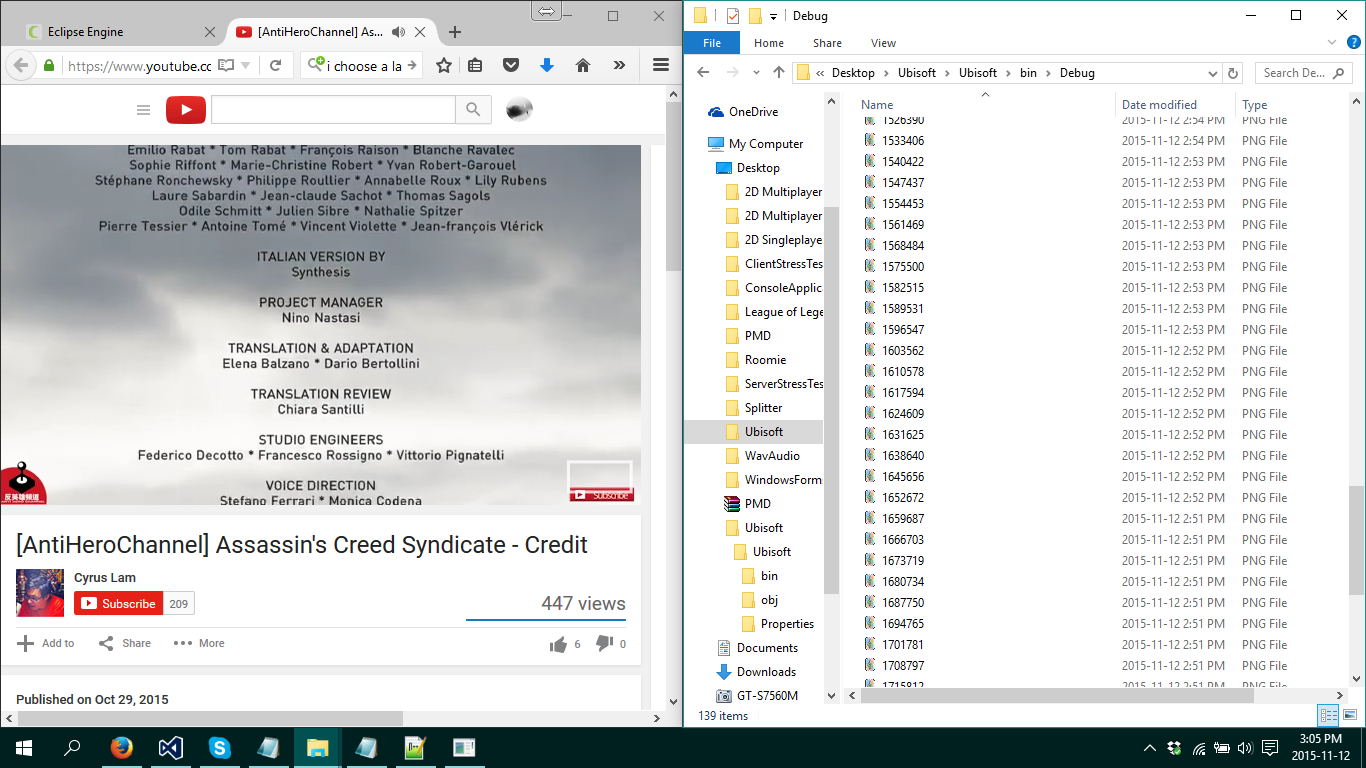 Eclipse Engine
[AntiHeroChannel] As...
https://www.youtube.cc
i choose a la
Emilio Rabat * Tom Rabat * François Raison * Blanche Ravalec
Sophie Riffont * Marie-Christine Robert * Yvan Robert-Garouel
Stéphane Ronchewsky * Philippe Roullier * Annabelle Roux * Lily Rubens
Laure Sabardin * Jean-claude Sachot * Thomas Sagols
Odile Schmitt * Julien Sibre * Nathalie Spitzer
Pierre Tessier * Antoine Tomé * Vincent Violette * Jean-françois Vlérick
ITALIAN VERSION BY
Synthesis
PROJECT MANAGER
Nino Nastasi
TRANSLATION & ADAPTATION
Elena Balzano * Dario Bertollini
TRANSLATION REVIEW
Chiara Santilli
STUDIO ENGINEERS
Federico Decotto * Francesco Rossigno * Vittorio Pignatelli
VOICE DIRECTION
Stefano Ferrari * Monica Codena
反英雄頻道
Subscribe
[AntiHeroChannel] Assassin's Creed Syndicate - Credit
Cyrus Lam
Subscribe 209
447 views
Add to Share More 6 0
Published on Oct 29, 2015
Debug
File Home Share View
« Desktop Ubisoft Ubisoft bin Debug
Search De...
OneDrive
My Computer
Desktop
2D Multiplayer
2D Multiplayer
2D Singleplaye
ClientStressTes
ConsoleApplic
League of Lege
PMD
Roomie
ServerStressTes
Splitter
Ubisoft
WavAudio
WindowsForm
PMD
Ubisoft
Ubisoft
bin
obj
Properties
Documents
Downloads
GT-S7560M
Name Date modified Type
1526390 2015-11-12 2:54 PM PNG File
1533406 2015-11-12 2:54 PM PNG File
1540422 2015-11-12 2:53 PM PNG File
1547437 2015-11-12 2:53 PM PNG File
1554453 2015-11-12 2:53 PM PNG File
1561469 2015-11-12 2:53 PM PNG File
1568484 2015-11-12 2:53 PM PNG File
1575500 2015-11-12 2:53 PM PNG File
1582515 2015-11-12 2:53 PM PNG File
1589531 2015-11-12 2:53 PM PNG File
1596547 2015-11-12 2:53 PM PNG File
1603562 2015-11-12 2:52 PM PNG File
1610578 2015-11-12 2:52 PM PNG File
1617594 2015-11-12 2:52 PM PNG File
1624609 2015-11-12 2:52 PM PNG File
1631625 2015-11-12 2:52 PM PNG File
1638640 2015-11-12 2:52 PM PNG File
1645656 2015-11-12 2:52 PM PNG File
1652672 2015-11-12 2:52 PM PNG File
1659687 2015-11-12 2:51 PM PNG File
1666703 2015-11-12 2:51 PM PNG File
1673719 2015-11-12 2:51 PM PNG File
1680734 2015-11-12 2:51 PM PNG File
1687750 2015-11-12 2:51 PM PNG File
1694765 2015-11-12 2:51 PM PNG File
1701781 2015-11-12 2:51 PM PNG File
1708797 2015-11-12 2:51 PM PNG File
1715812 2015-11-12 2:51 PM PNG File
139 items
3:05 PM
2015-11-12